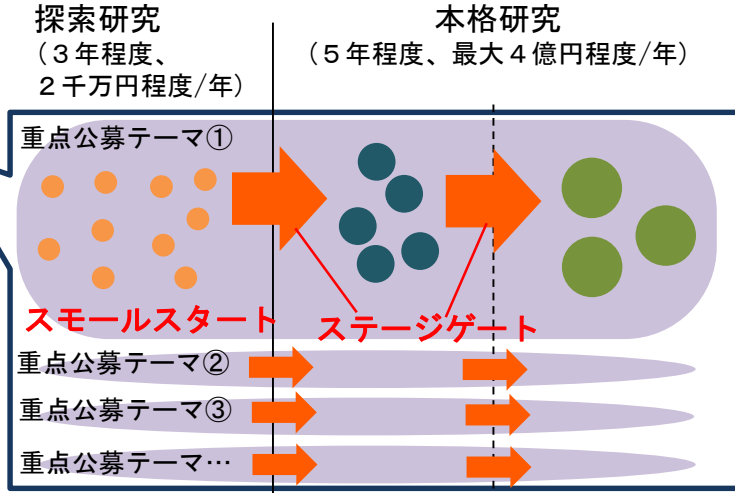 探索研究
（３年程度、
２千万円程度/年）
本格研究
（５年程度、最大４億円程度/年）
重点公募テーマ①
スモールスタート
ステージゲート
重点公募テーマ②
重点公募テーマ③
重点公募テーマ…